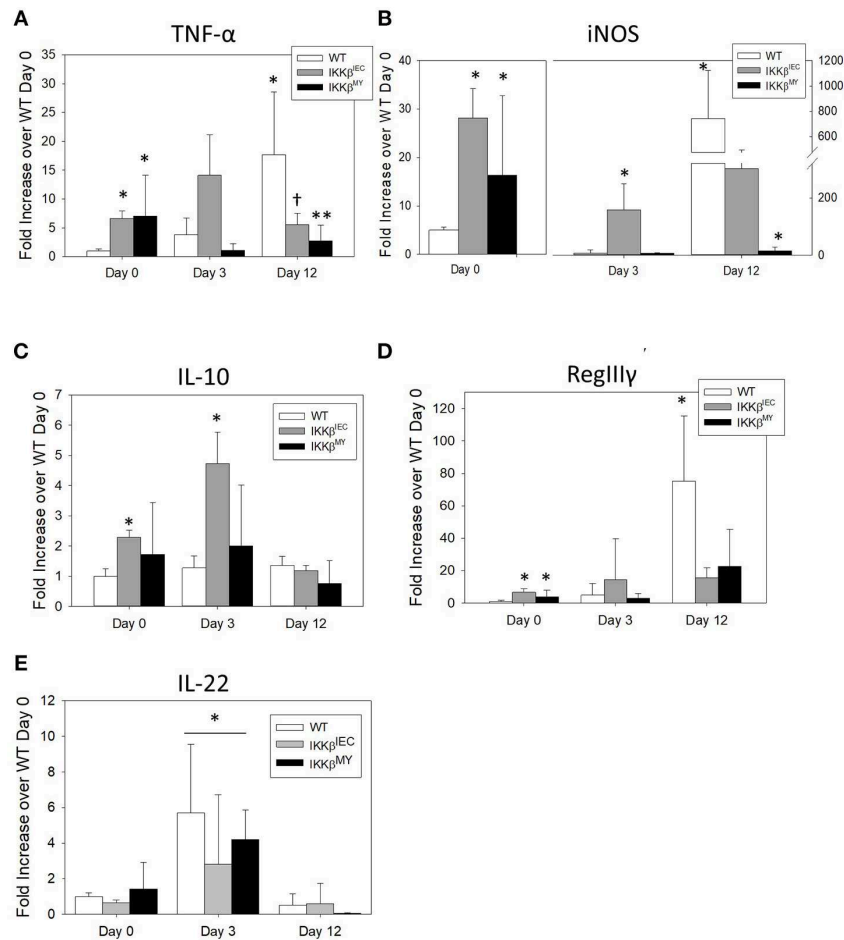 A
TNF-α
Fold Increase over WT Day 0
35
30
25
20
15
10
5
0
WT
IKKβIEC
IKKβMY
*
*
*
†
**
Day 0
Day 3
Day 12
B
iNOS
Fold Increase over WT Day 0
40
30
20
10
0
WT
IKKβIEC
IKKβMY
*
*
*
*
*
1200
1000
800
600
200
0
Day 0
Day 3
Day 12
C
IL-10
Fold Increase over WT Day 0
7
6
5
4
3
2
1
0
WT
IKKβIEC
IKKβMY
*
*
Day 0
Day 3
Day 12
D
RegIIIγ
Fold Increase over WT Day 0
120
100
80
60
40
20
0
WT
IKKβIEC
IKKβMY
*
*
*
Day 0
Day 3
Day 12
E
IL-22
Fold Increase over WT Day 0
12
10
8
6
4
2
0
WT
IKKβIEC
IKKβMY
*
Day 0
Day 3
Day 12